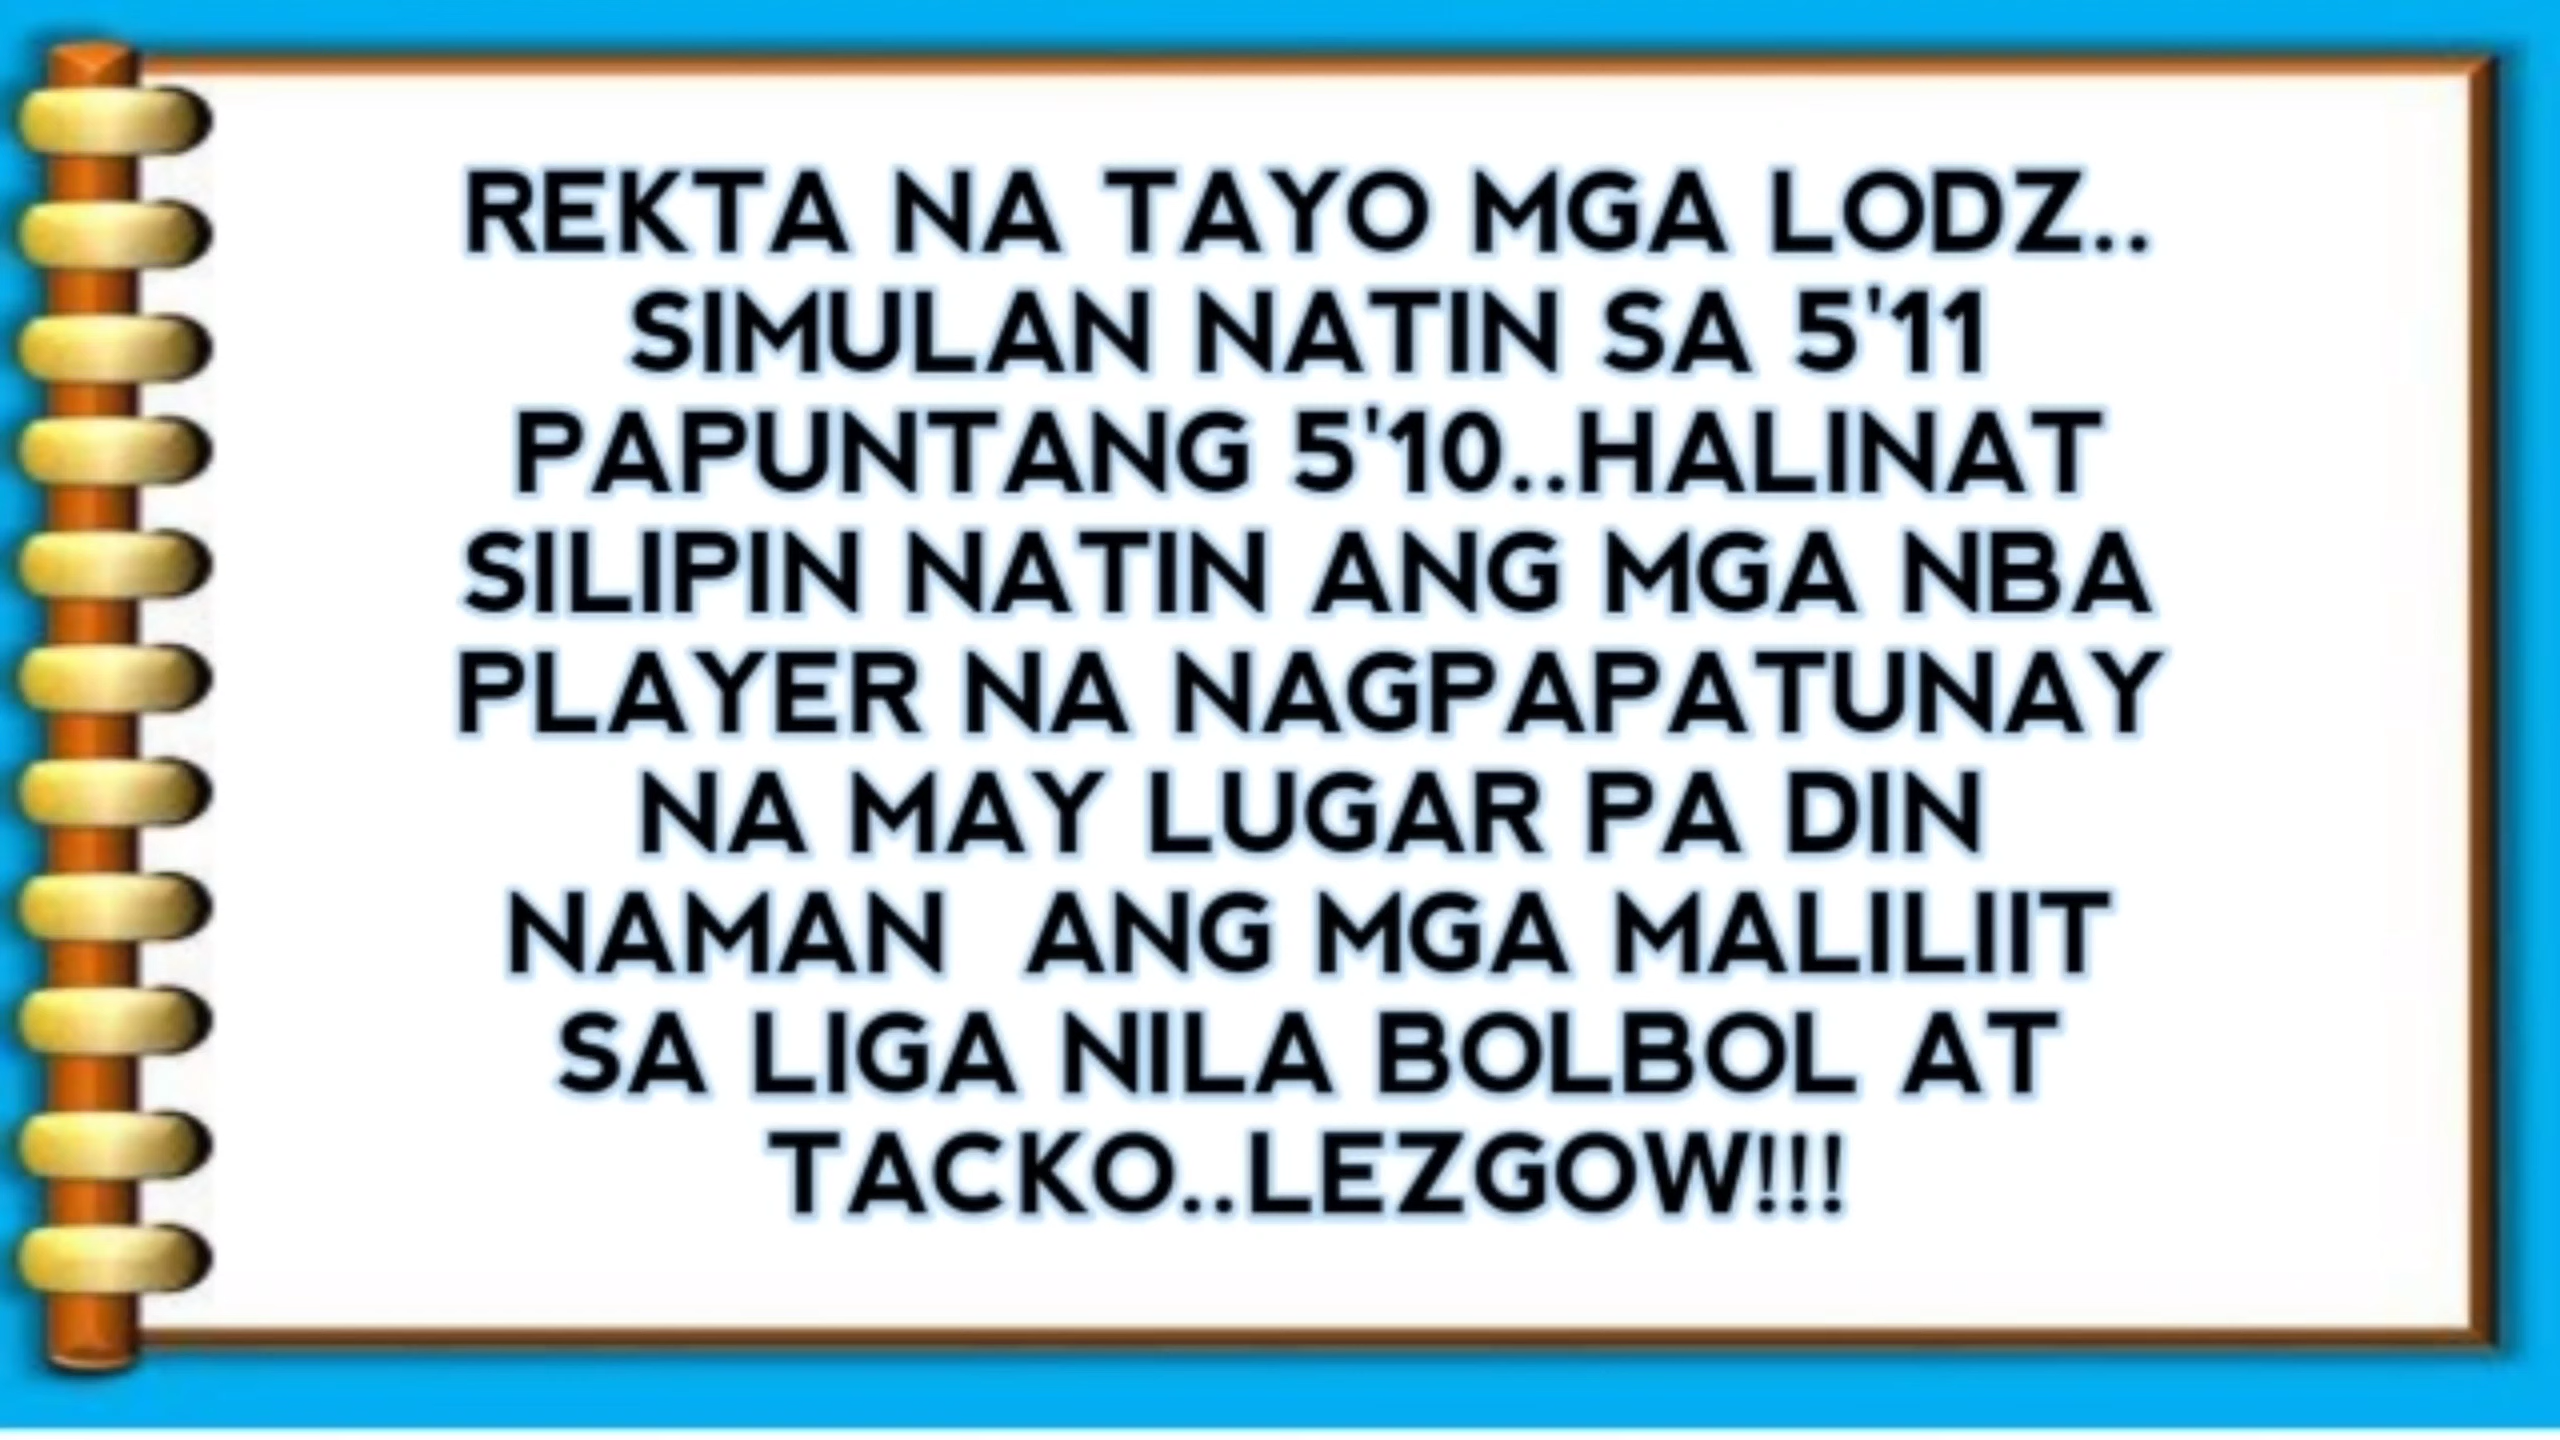 REKTA NA TAYO MGA LODZ..
SIMULAN NATIN SA 5'11
PAPUNTANG 5'10..HALINAT
SILIPIN NATIN ANG MGA NBA
PLAYER NA NAGPAPATUNAY
NA MAY LUGAR PA DIN
NAMAN  ANG MGA MALILIIT
SA LIGA NILA BOLBOL AT
TACKO..LEZGOW!!!